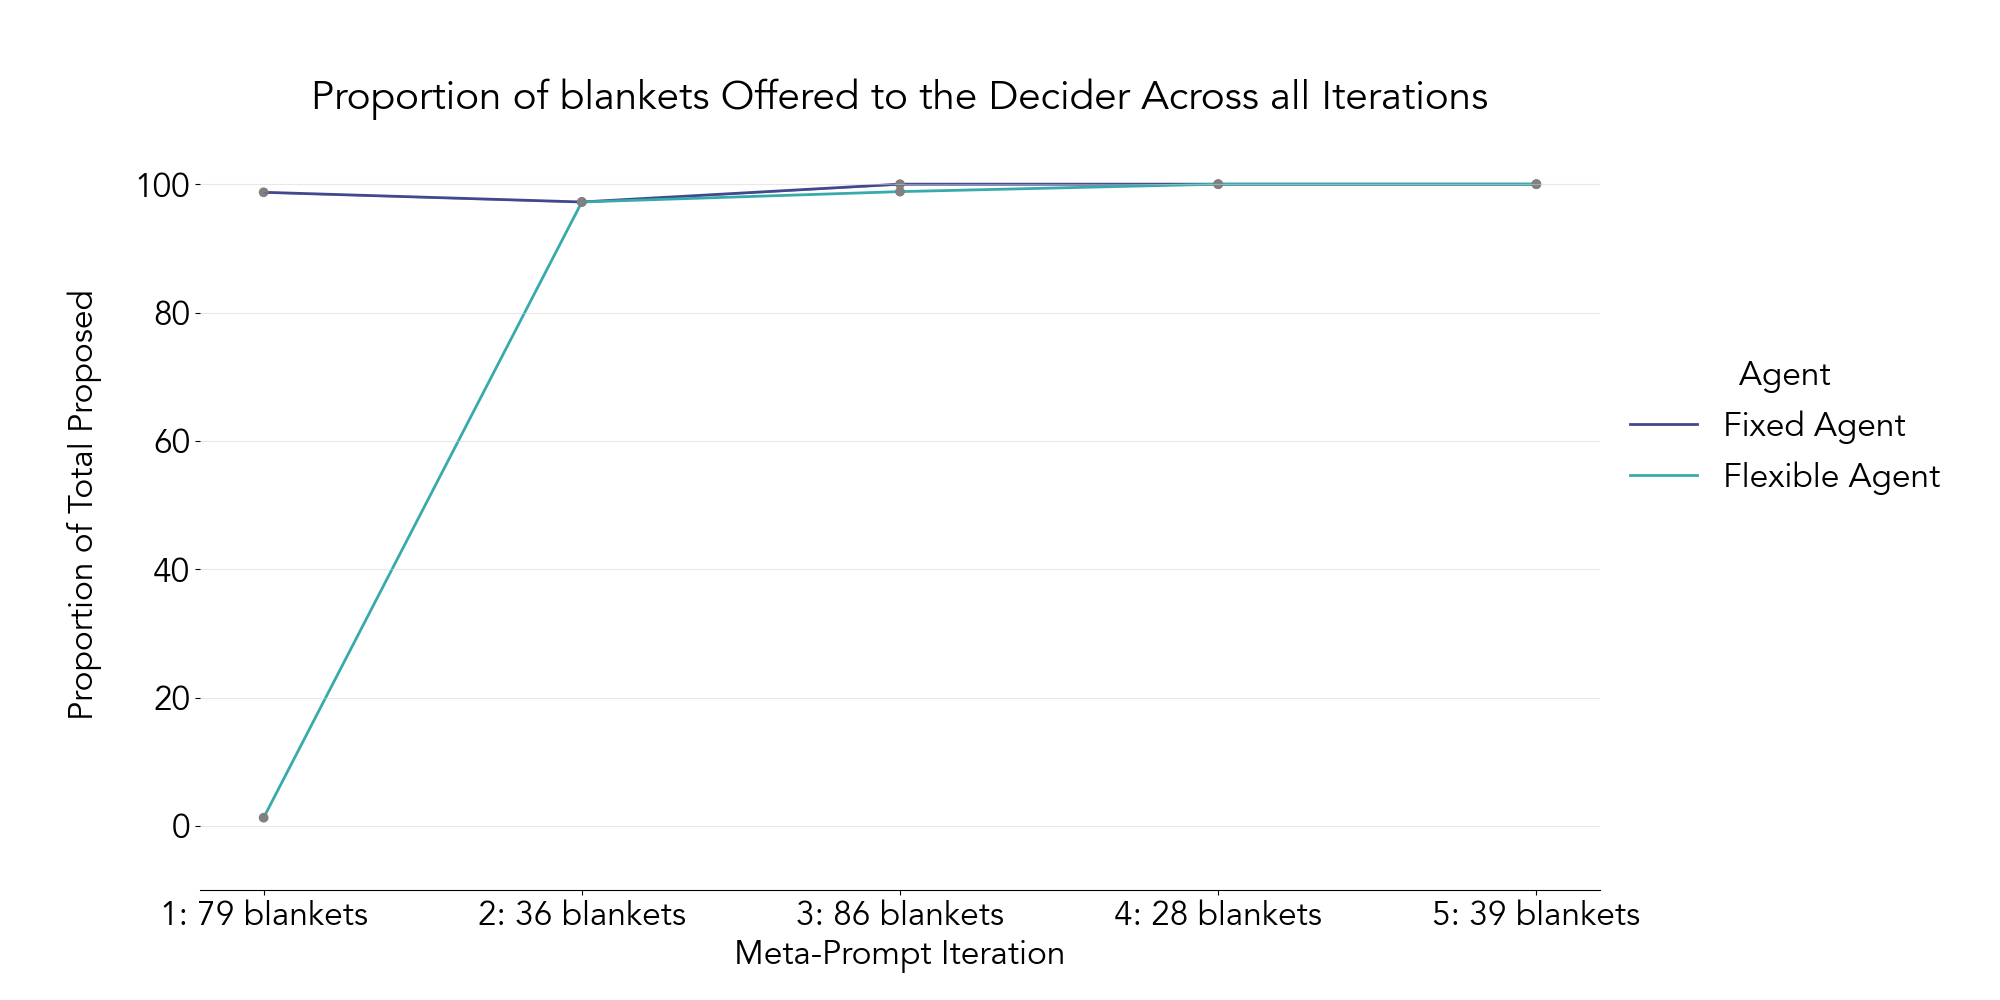 Proportion of blankets Offered to the Decider Across all Iterations
Proportion of Total Proposed
100
80
60
40
20
0
1: 79 blankets
2: 36 blankets
3: 86 blankets
4: 28 blankets
5: 39 blankets
Meta-Prompt Iteration
Agent
Fixed Agent
Flexible Agent